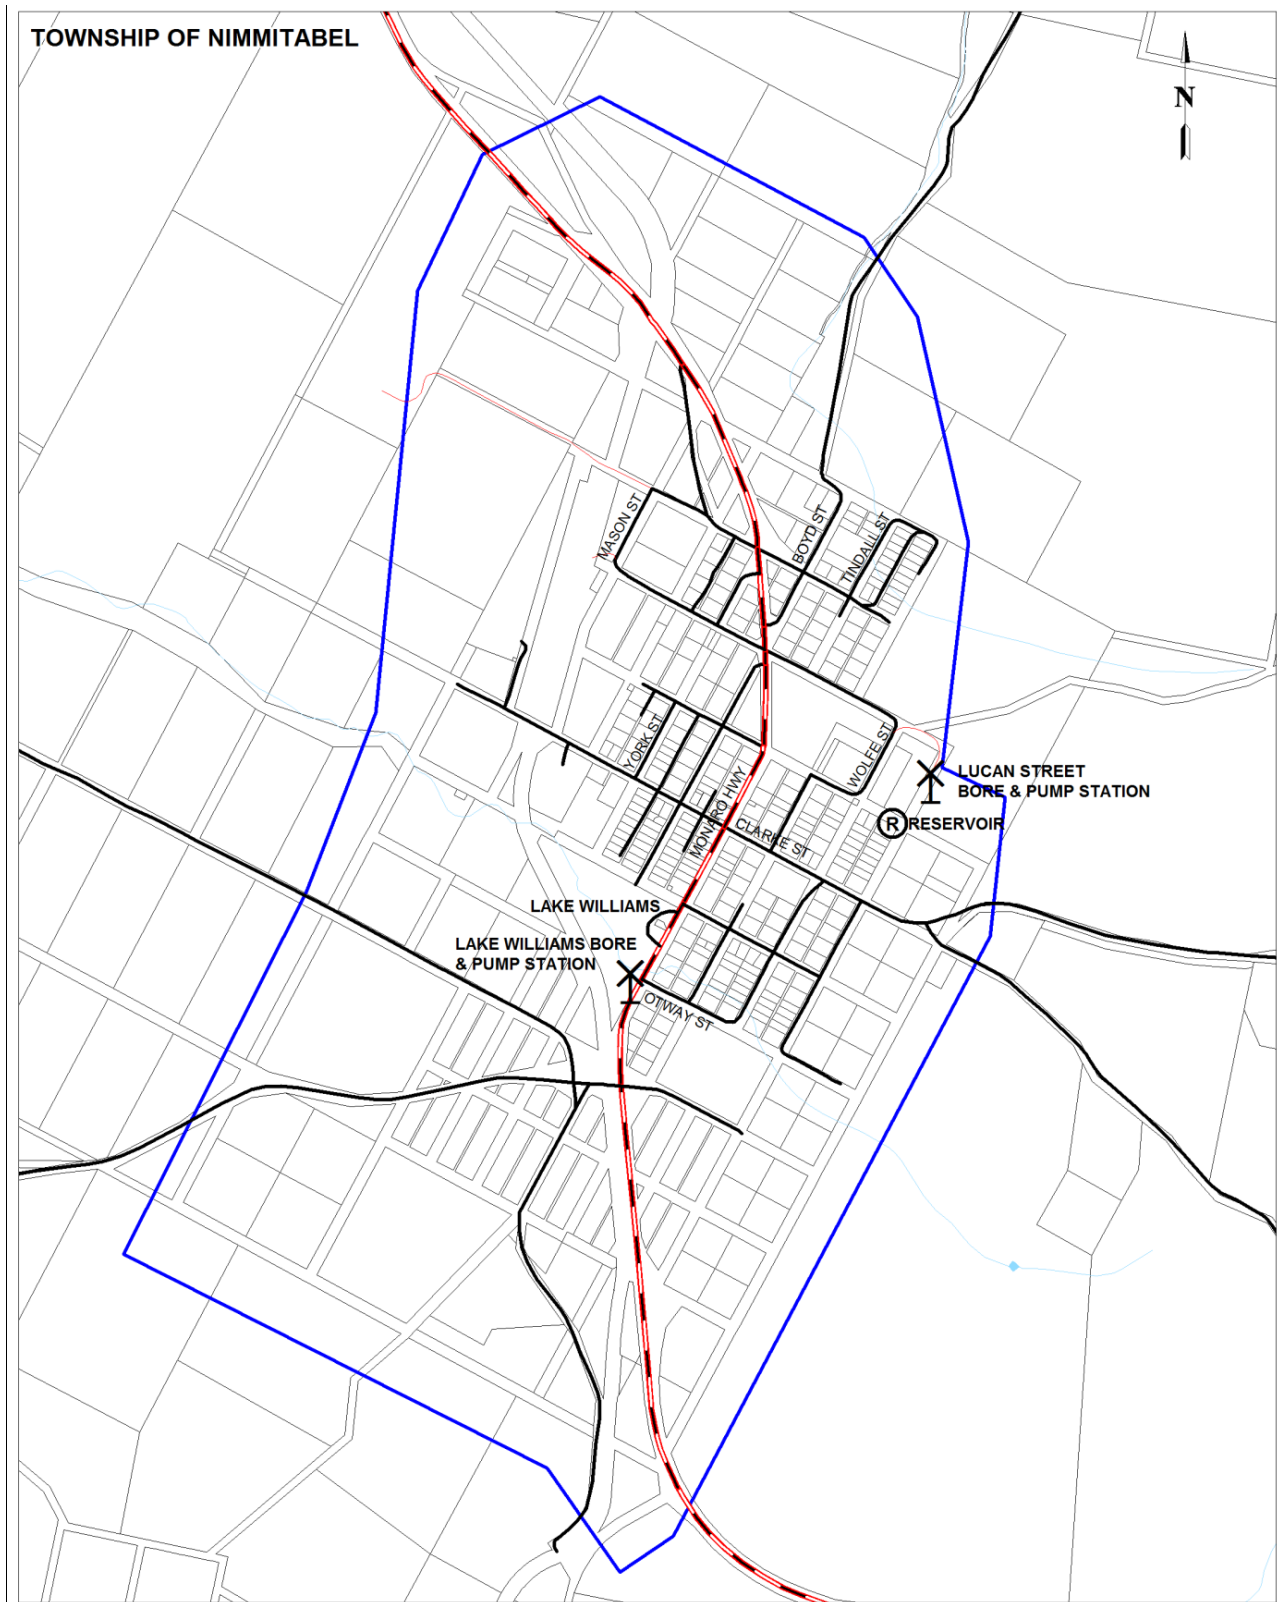 TOWNSHIP OF NIMMITABEL
N
MASON ST
BOYD ST
TINDALL ST
YORK ST
WOLFE ST
MONARO HWY
LUCAN STREET
BORE & PUMP STATION
R
RESERVOIR
CLARKE ST
LAKE WILLIAMS
LAKE WILLIAMS BORE
& PUMP STATION
OTWAY ST